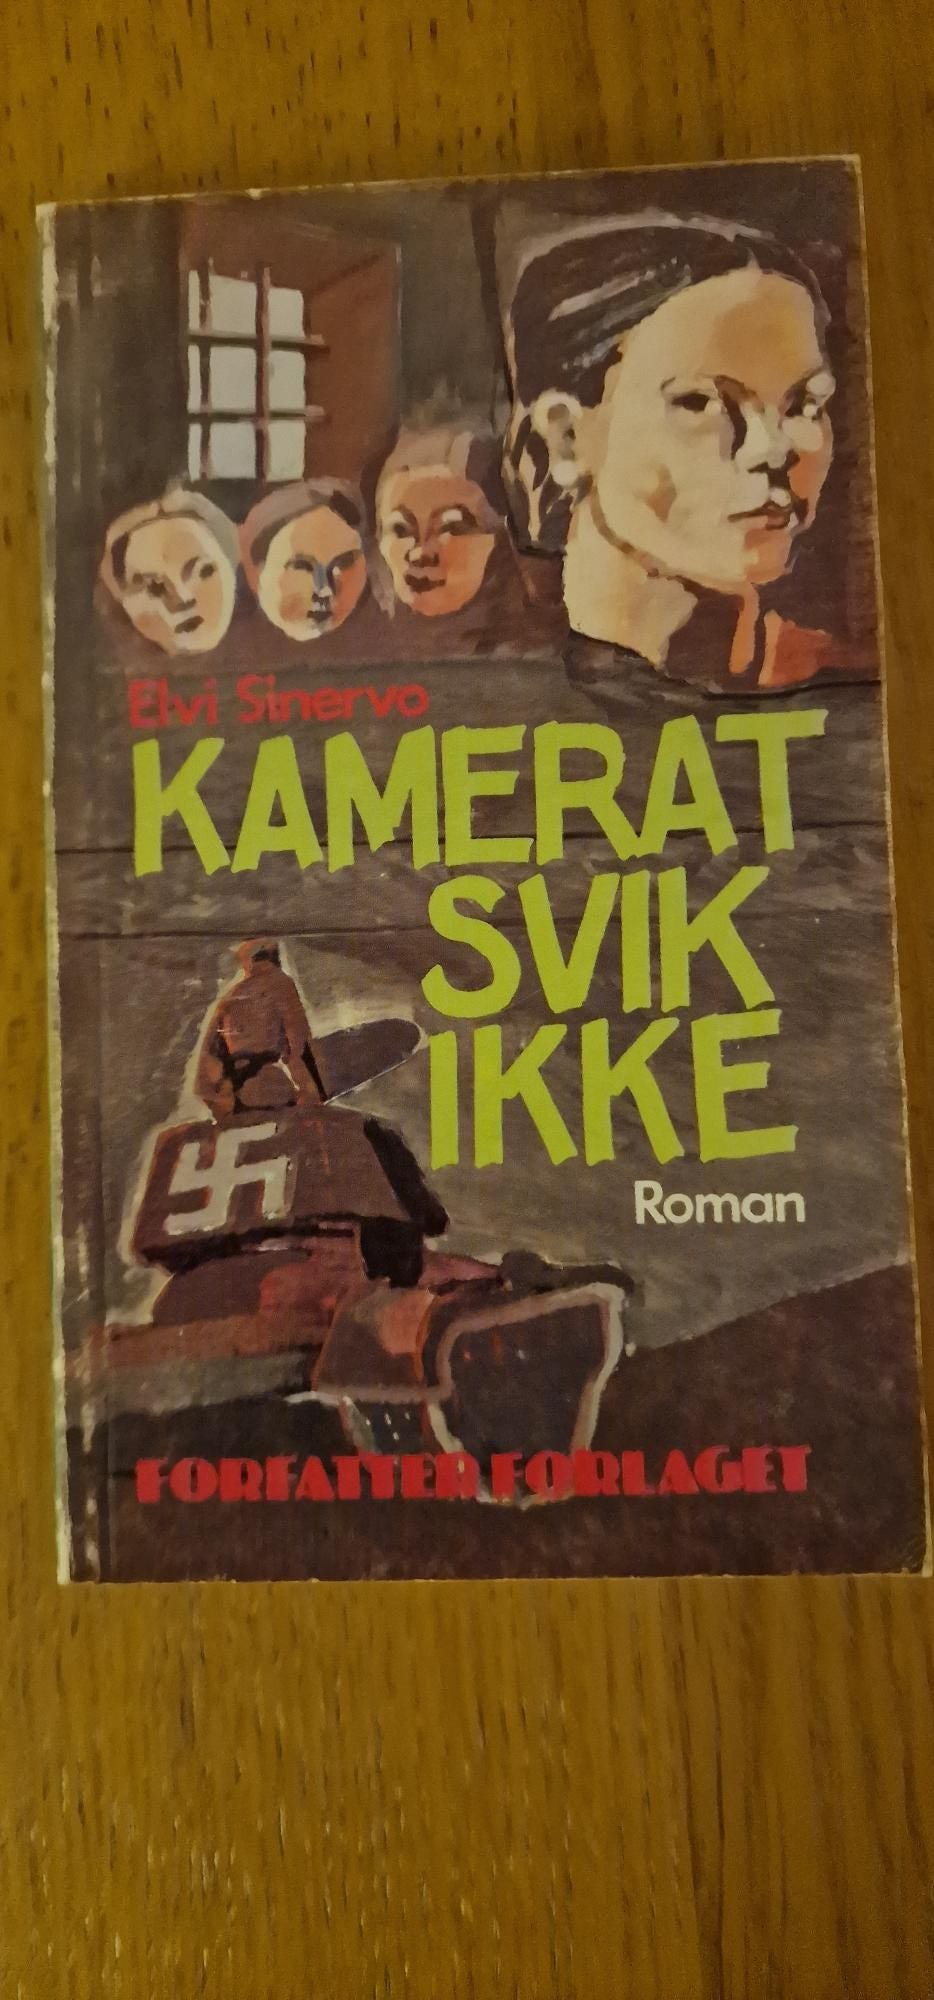 Elvi Sinervo
KAMERAT
SVIK
IKKE
Roman
FORFATTER FORLAGET